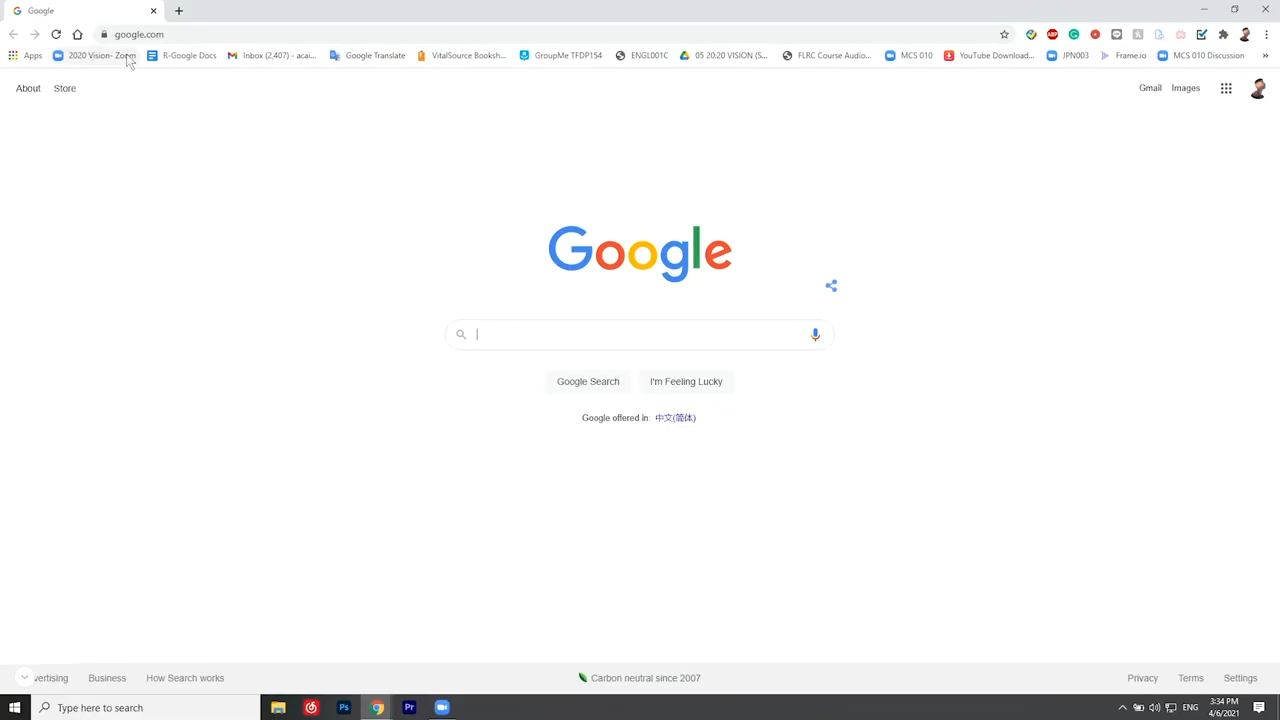 Google
google.com
Apps
2020 Vision- Zoom
R-Google Docs
Inbox (2,407) - acai...
Google Translate
VitalSource Booksh...
GroupMe TFDP154
ENGL001C
05 20:20 VISION (S...
FLRC Course Audio...
MCS 010
YouTube Download...
JPN003
Frame.io
MCS 010 Discussion
»
About
Store
Gmail
Images
Google
Google Search
I'm Feeling Lucky
Google offered in: 中文(简体)
vertising
Business
How Search works
Carbon neutral since 2007
Privacy
Terms
Settings
Type here to search
Ps
Pr
ENG
3:34 PM
4/6/2021